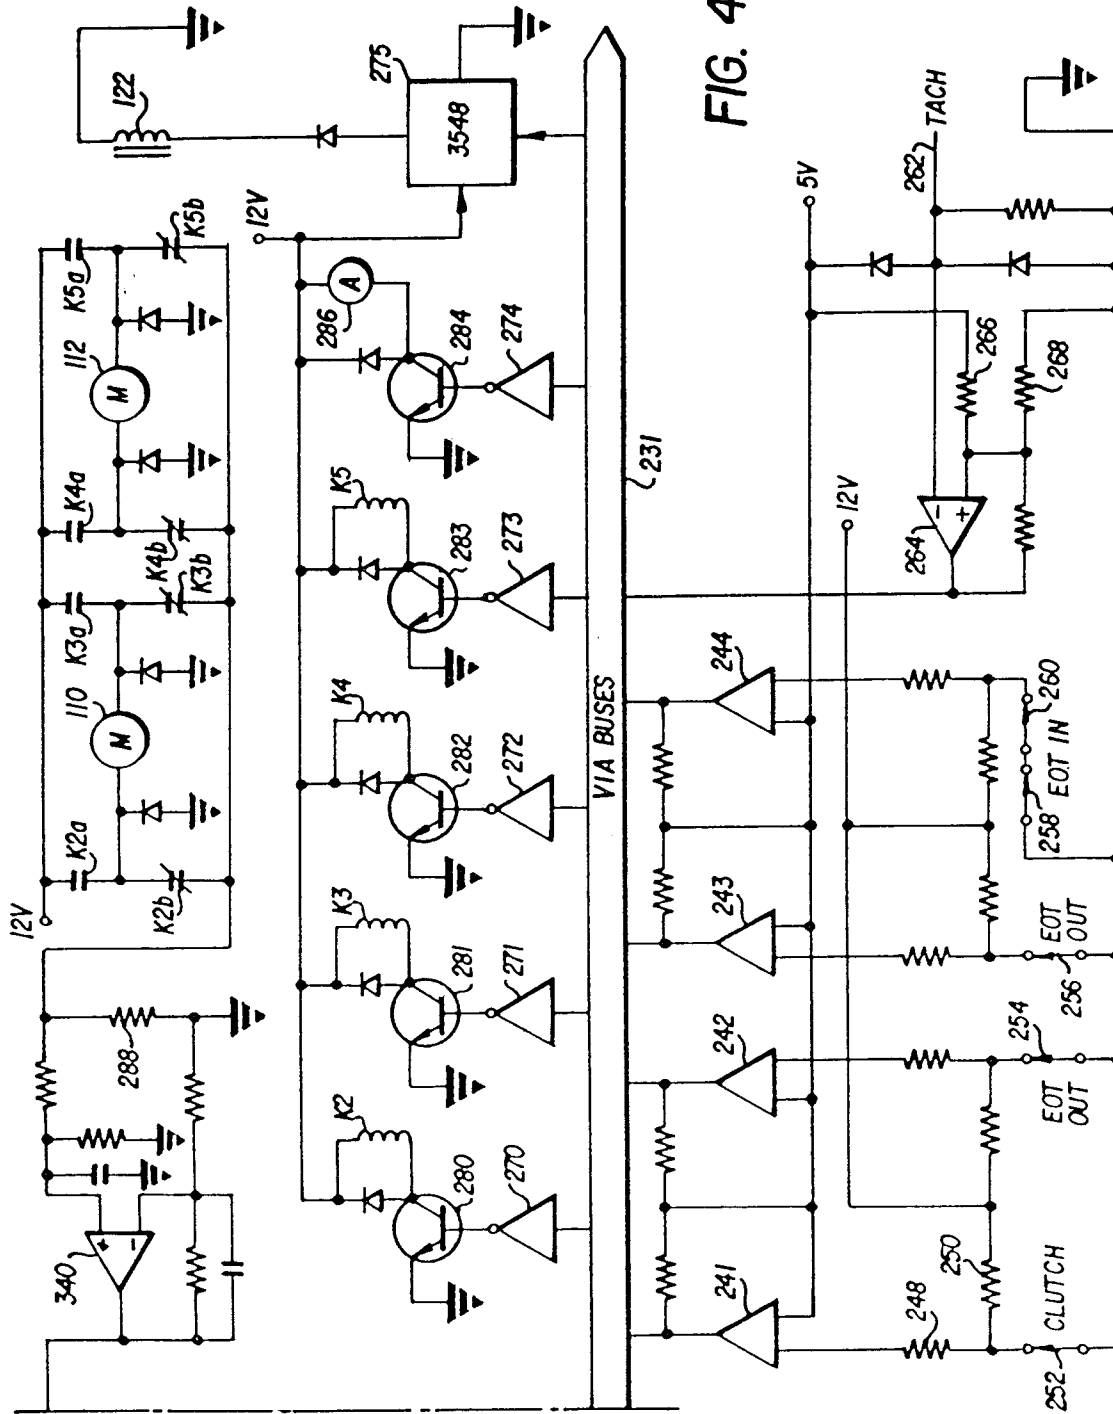 FIG. 4
12V
K2a
K2b
110
M
K3a
K3b
K4a
K4b
112
M
K5a
K5b
122
275
3548
12V
340
+
-
288
K2
280
270
K3
281
271
K4
282
272
K5
283
273
286
A
284
274
VIA BUSES
231
241
242
243
244
12V
5V
264
-
+
266
268
262
TACH
248
250
252
CLUTCH
254
EOT
OUT
256
EOT
OUT
258
EOT IN
260